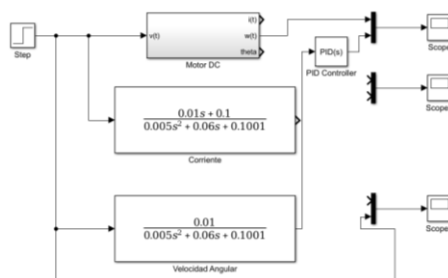 i(t)
v(t)
w(t)
theta
Motor DC
Step
PID(s)
PID Controller
Scope
0.01s + 0.1
0.005s² + 0.06s + 0.1001
Corriente
Scope
0.01
0.005s² + 0.06s + 0.1001
Velocidad Angular
Scope